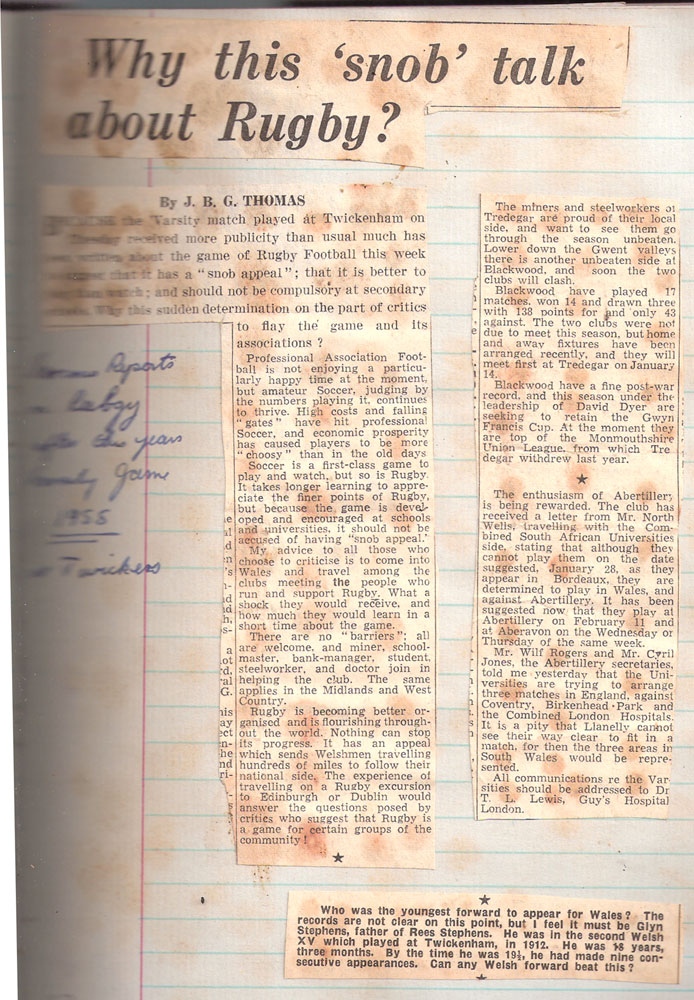 Why this 'snob' talk
about Rugby?
By J. B. G. THOMAS
the 'Varsity match played at Twickenham on
Tuesday received more publicity than usual much has
written about the game of Rugby Football this week
that it has a "snob appeal"; that it is better to
watch; and should not be compulsory at secondary
Why this sudden determination on the part of critics
to flay the game and its
associations ?
Professional Association Foot-
ball is not enjoying a particu-
larly happy time at the moment,
but amateur Soccer, judging by
the numbers playing it, continues
to thrive. High costs and falling
"gates" have hit professional
Soccer, and economic prosperity
has caused players to be more
"choosy" than in the old days
Soccer is a first-class game to
play and watch, but so is Rugby.
It takes longer learning to appre-
ciate the finer points of Rugby,
but because the game is devel-
oped and encouraged at schools
and universities, it should not be
accused of having "snob appeal."
My advice to all those who
choose to criticise is to come into
Wales and travel among the
clubs meeting the people who
run and support Rugby. What a
shock they would receive, and
how much they would learn in a
short time about the game.
There are no "barriers"; all
are welcome, and miner, school-
master, bank-manager, student,
steelworker, and doctor join in
helping the club. The same
applies in the Midlands and West
Country.
Rugby is becoming better or-
ganised and is flourishing through-
out the world. Nothing can stop
its progress. It has an appeal
which sends Welshmen travelling
hundreds of miles to follow their
national side. The experience of
travelling on a Rugby excursion
to Edinburgh or Dublin would
answer the questions posed by
critics who suggest that Rugby is
a game for certain groups of the
community!
Reports
the years
game
1955
Twickers
The miners and steelworkers of
Tredegar are proud of their local
side, and want to see them go
through the season unbeaten.
Lower down the Gwent valleys
there is another unbeaten side at
Blackwood, and soon the two
clubs will clash.
Blackwood have played 17
matches, won 14 and drawn three
with 138 points for and only 43
against. The two clubs were not
due to meet this season, but home
and away fixtures have been
arranged recently, and they will
meet first at Tredegar on January
14.
Blackwood have a fine post-war
record, and this season under the
leadership of David Dyer are
seeking to retain the Gwyn
Francis Cup. At the moment they
are top of the Monmouthshire
Union League, from which Tre
degar withdrew last year.
The enthusiasm of Abertillery
is being rewarded. The club has
received a letter from Mr. North
Wells, travelling with the Com-
bined South African Universities
side, stating that although they
cannot play them on the date
suggested, January 28, as they
appear in Bordeaux, they are
determined to play in Wales, and
against Abertillery. It has been
suggested now that they play at
Abertillery on February 11 and
at Aberavon on the Wednesday or
Thursday of the same week.
Mr. Wilf Rogers and Mr. Cyril
Jones, the Abertillery secretaries,
told me yesterday that the Uni-
versities are trying to arrange
three matches in England, against
Coventry, Birkenhead Park and
the Combined London Hospitals.
It is a pity that Llanelly cannot
see their way clear to fit in a
match, for then the three areas in
South Wales would be repre-
sented.
All communications re the Var
sities should be addressed to Dr
T. L. Lewis, Guy's Hospital
London.
Who was the youngest forward to appear for Wales? The
records are not clear on this point, but I feel it must be Glyn
Stephens, father of Rees Stephens. He was in the second Welsh
XV which played at Twickenham, in 1912. He was 18 years,
three months. By the time he was 19½, he had made nine con-
secutive appearances. Can any Welsh forward beat this?